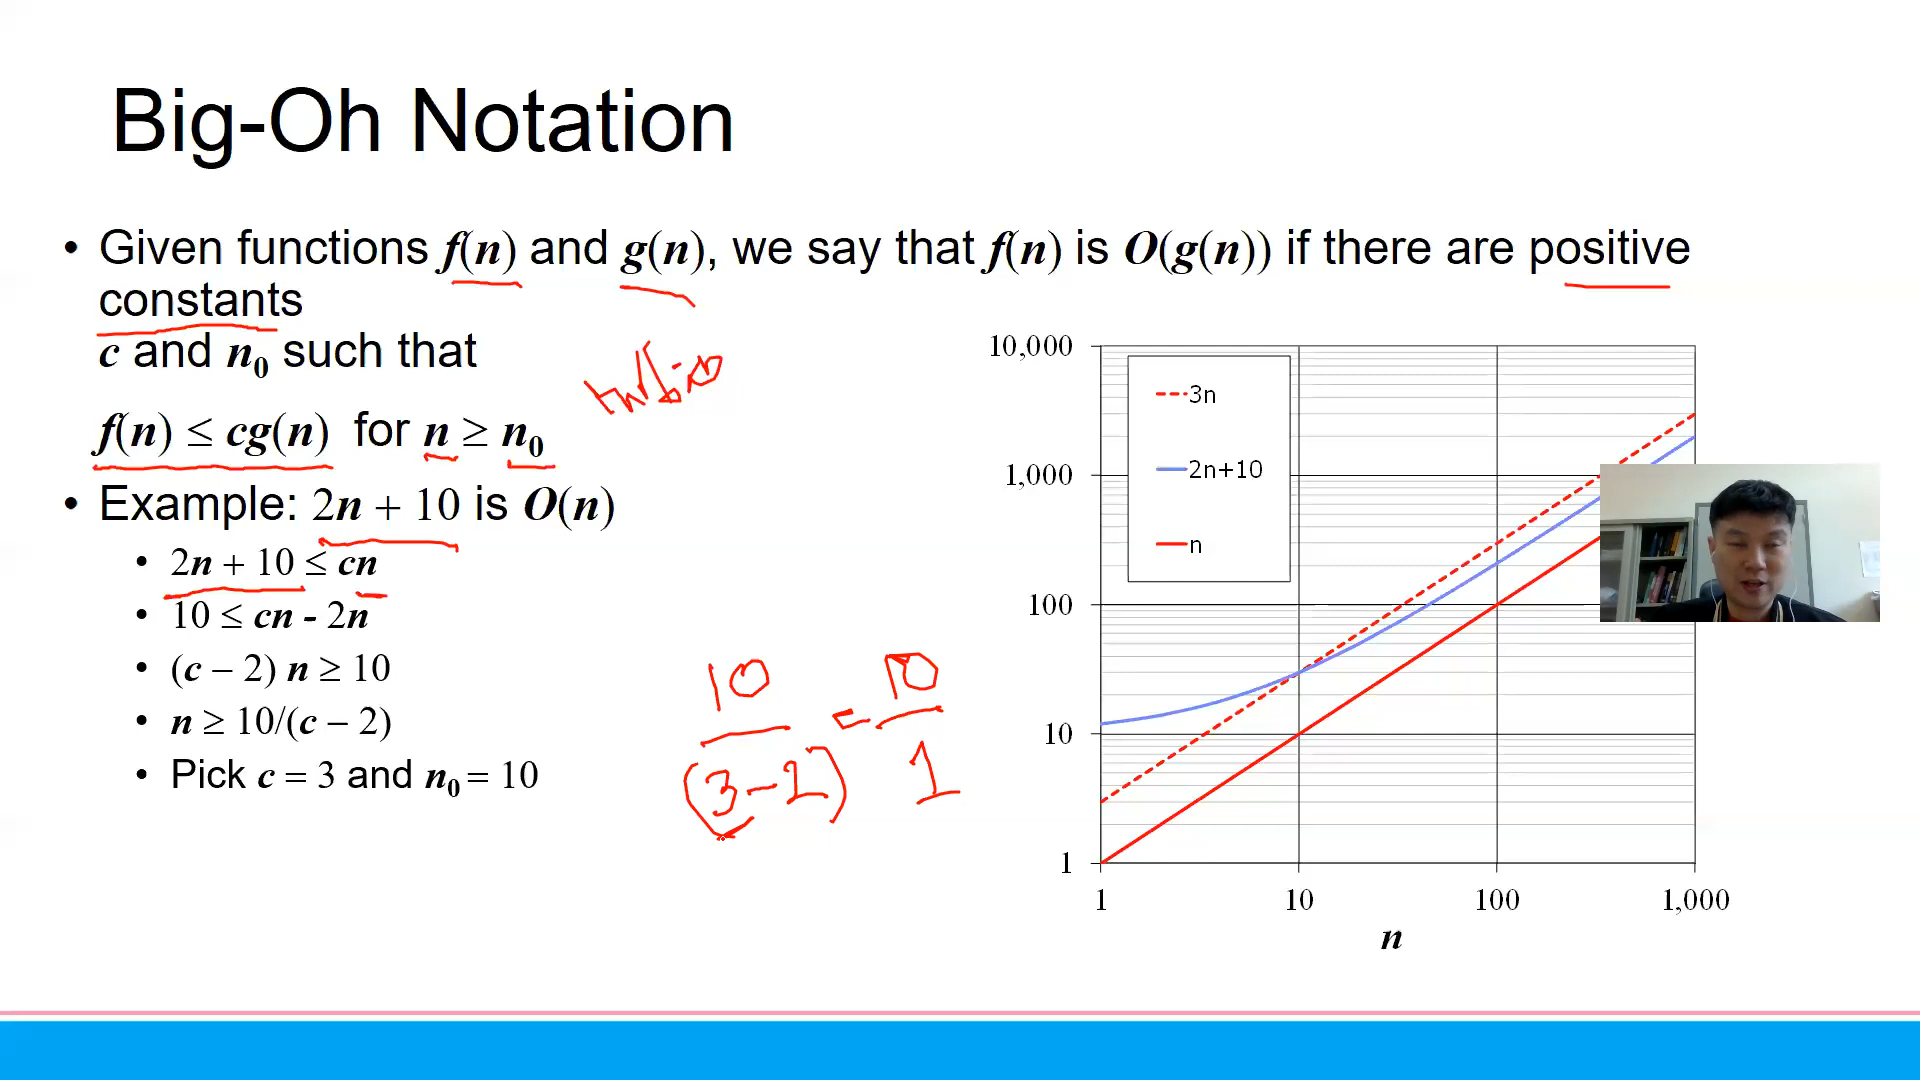 Big-Oh Notation
• Given functions f(n) and g(n), we say that f(n) is O(g(n)) if there are positive
constants
c and n₀ such that
f(n) ≤ cg(n) for n ≥ n₀
• Example: 2n + 10 is O(n)
• 2n + 10 ≤ cn
• 10 ≤ cn - 2n
• (c − 2) n ≥ 10
• n ≥ 10/(c − 2)
• Pick c = 3 and n₀ = 10
10
(3-2)
=
10
1
10,000
1,000
100
10
1
3n
2n+10
n
1 10 100 1,000
n